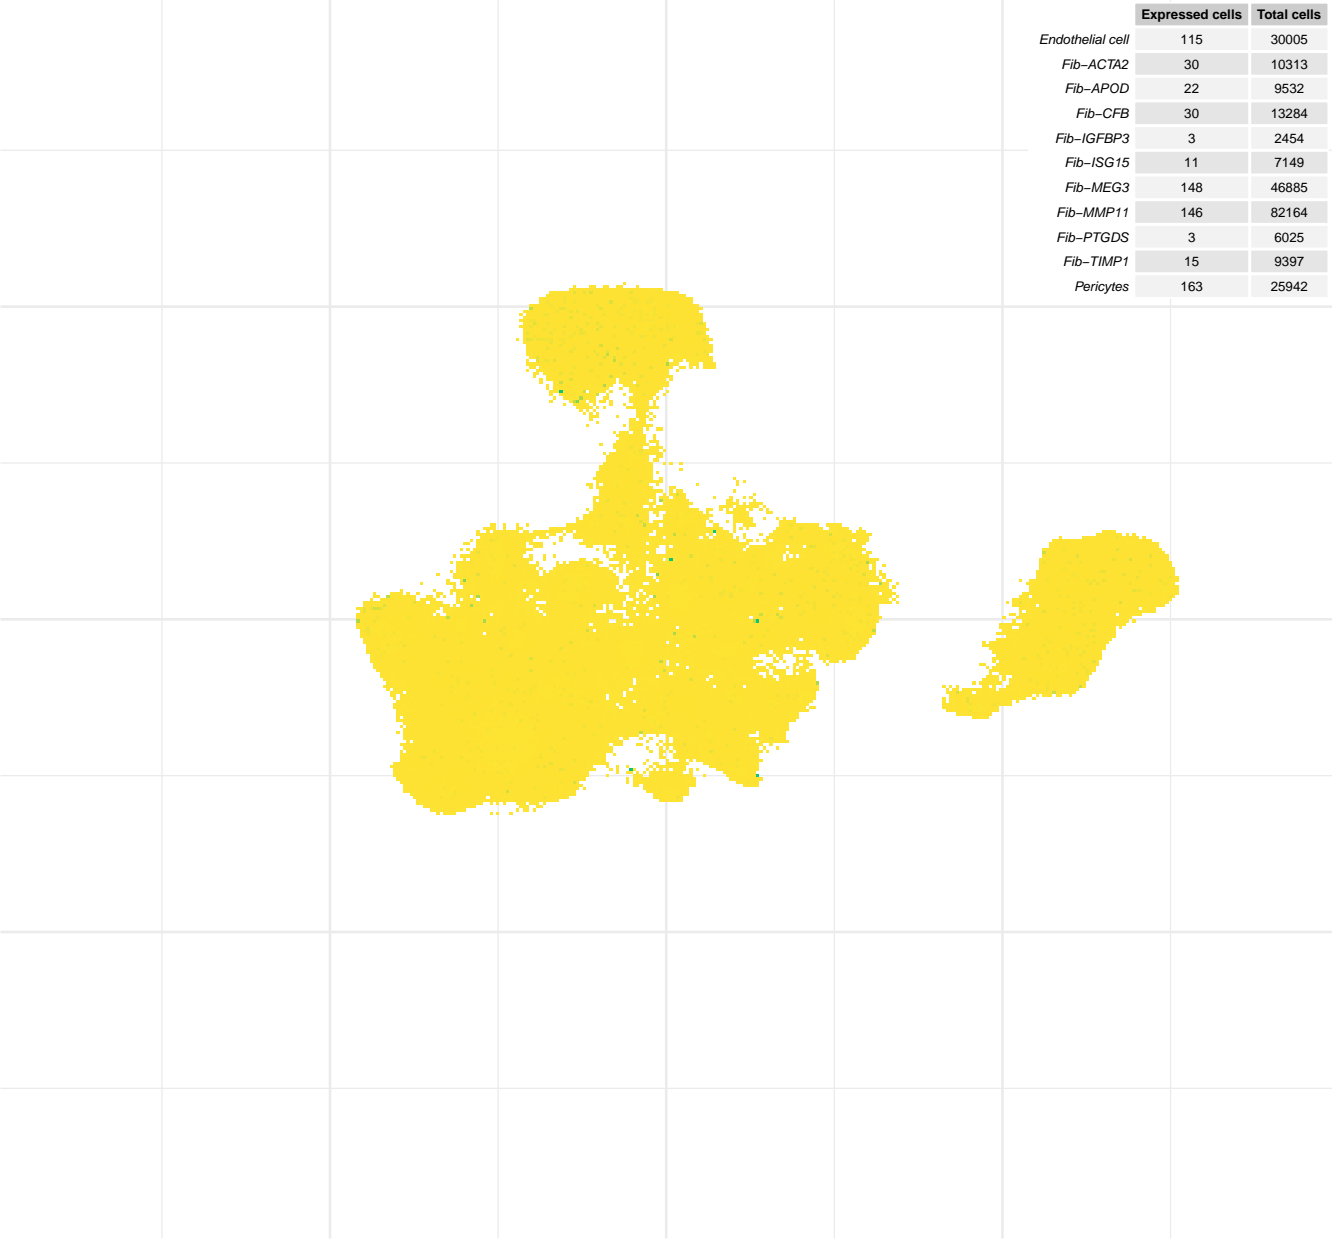 Expressed cells Total cells
Endothelial cell 115 30005
Fib−ACTA2 30 10313
Fib−APOD 22 9532
Fib−CFB 30 13284
Fib−IGFBP3 3 2454
Fib−ISG15 11 7149
Fib−MEG3 148 46885
Fib−MMP11 146 82164
Fib−PTGDS 3 6025
Fib−TIMP1 15 9397
Pericytes 163 25942